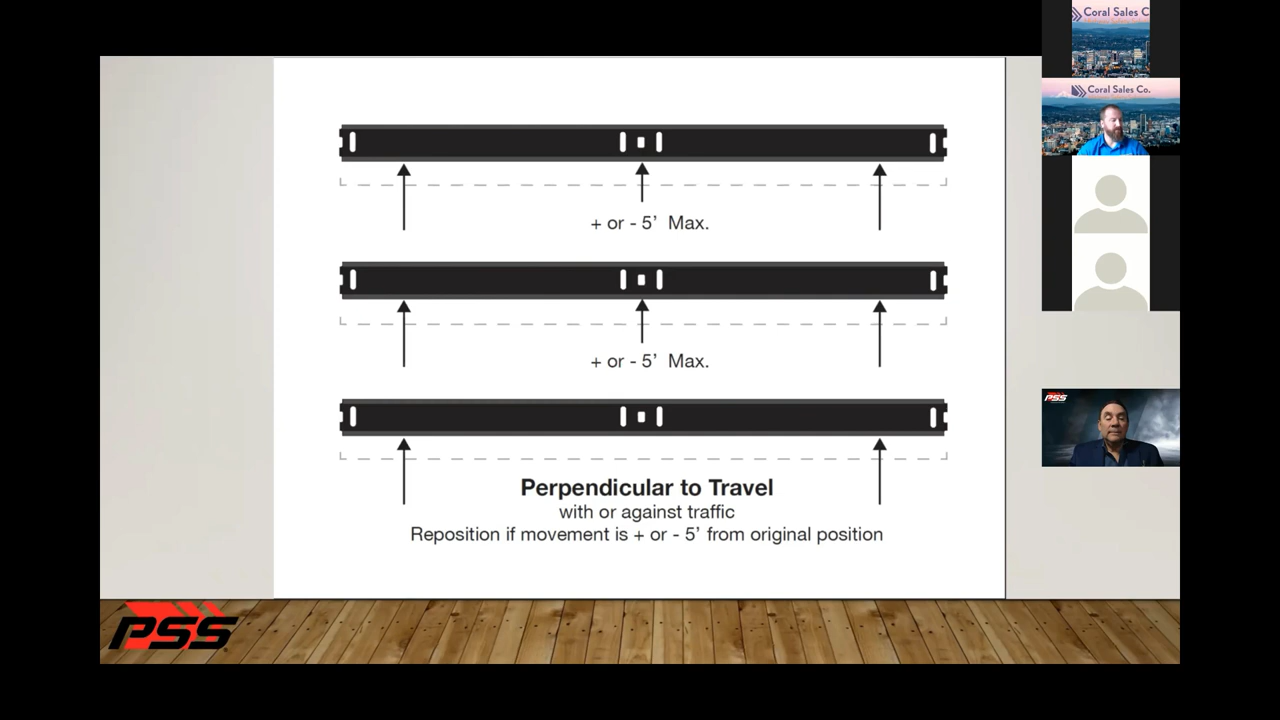 + or - 5’ Max.
+ or - 5’ Max.
Perpendicular to Travel
with or against traffic
Reposition if movement is + or - 5’ from original position
PSS
Coral Sales C
Coral Sales Co.
PSS